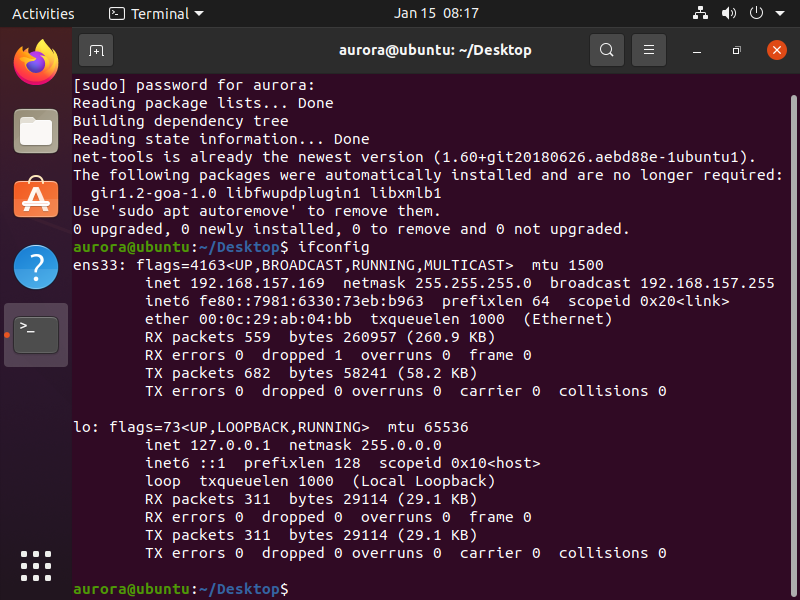 Activities Terminal Jan 15 08:17
aurora@ubuntu: ~/Desktop
[sudo] password for aurora:
Reading package lists... Done
Building dependency tree
Reading state information... Done
net-tools is already the newest version (1.60+git20180626.aebd88e-1ubuntu1).
The following packages were automatically installed and are no longer required:
  gir1.2-goa-1.0 libfwupdplugin1 libxmlb1
Use 'sudo apt autoremove' to remove them.
0 upgraded, 0 newly installed, 0 to remove and 0 not upgraded.
aurora@ubuntu:~/Desktop$ ifconfig
ens33: flags=4163<UP,BROADCAST,RUNNING,MULTICAST>  mtu 1500
        inet 192.168.157.169  netmask 255.255.255.0  broadcast 192.168.157.255
        inet6 fe80::7981:6330:73eb:b963  prefixlen 64  scopeid 0x20<link>
        ether 00:0c:29:ab:04:bb  txqueuelen 1000  (Ethernet)
        RX packets 559  bytes 260957 (260.9 KB)
        RX errors 0  dropped 1  overruns 0  frame 0
        TX packets 682  bytes 58241 (58.2 KB)
        TX errors 0  dropped 0 overruns 0  carrier 0  collisions 0

lo: flags=73<UP,LOOPBACK,RUNNING>  mtu 65536
        inet 127.0.0.1  netmask 255.0.0.0
        inet6 ::1  prefixlen 128  scopeid 0x10<host>
        loop  txqueuelen 1000  (Local Loopback)
        RX packets 311  bytes 29114 (29.1 KB)
        RX errors 0  dropped 0  overruns 0  frame 0
        TX packets 311  bytes 29114 (29.1 KB)
        TX errors 0  dropped 0 overruns 0  carrier 0  collisions 0

aurora@ubuntu:~/Desktop$